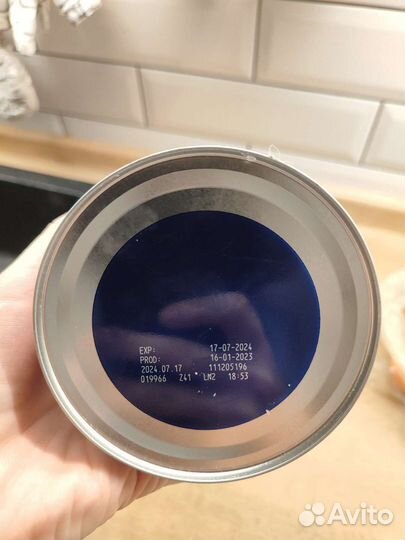 EXP: 17-07-2024
PROD: 16-01-2023
2024.07.17 111205196
019966 Z41 LN2 18:53
Avito